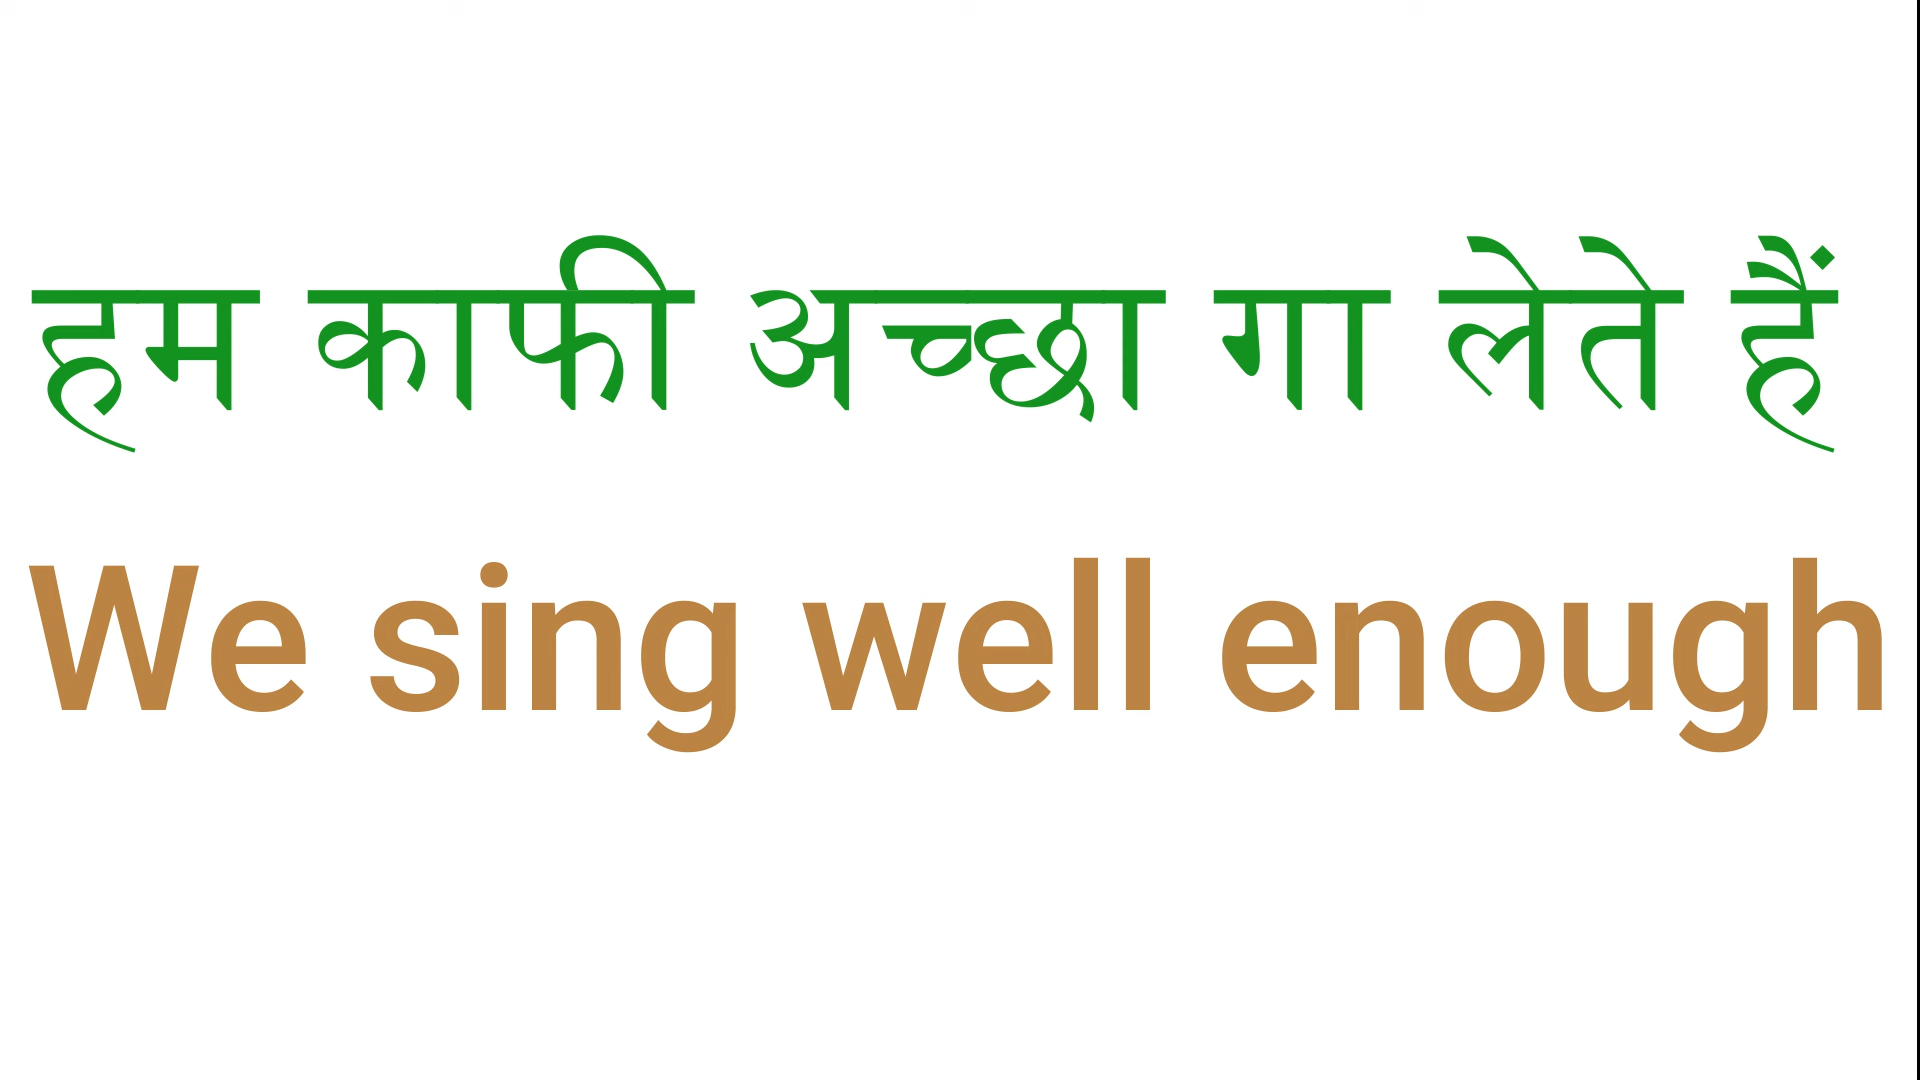 हम काफी अच्छा गा लेते हैं
We sing well enough